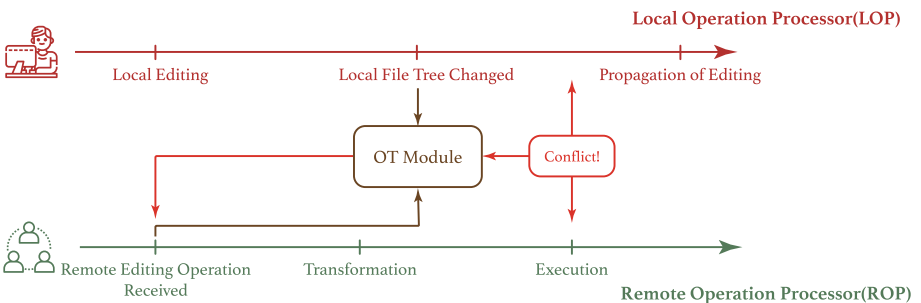 Local Operation Processor(LOP)
Local Editing
Local File Tree Changed
Propagation of Editing
OT Module
Conflict!
Remote Editing Operation
Received
Transformation
Execution
Remote Operation Processor(ROP)